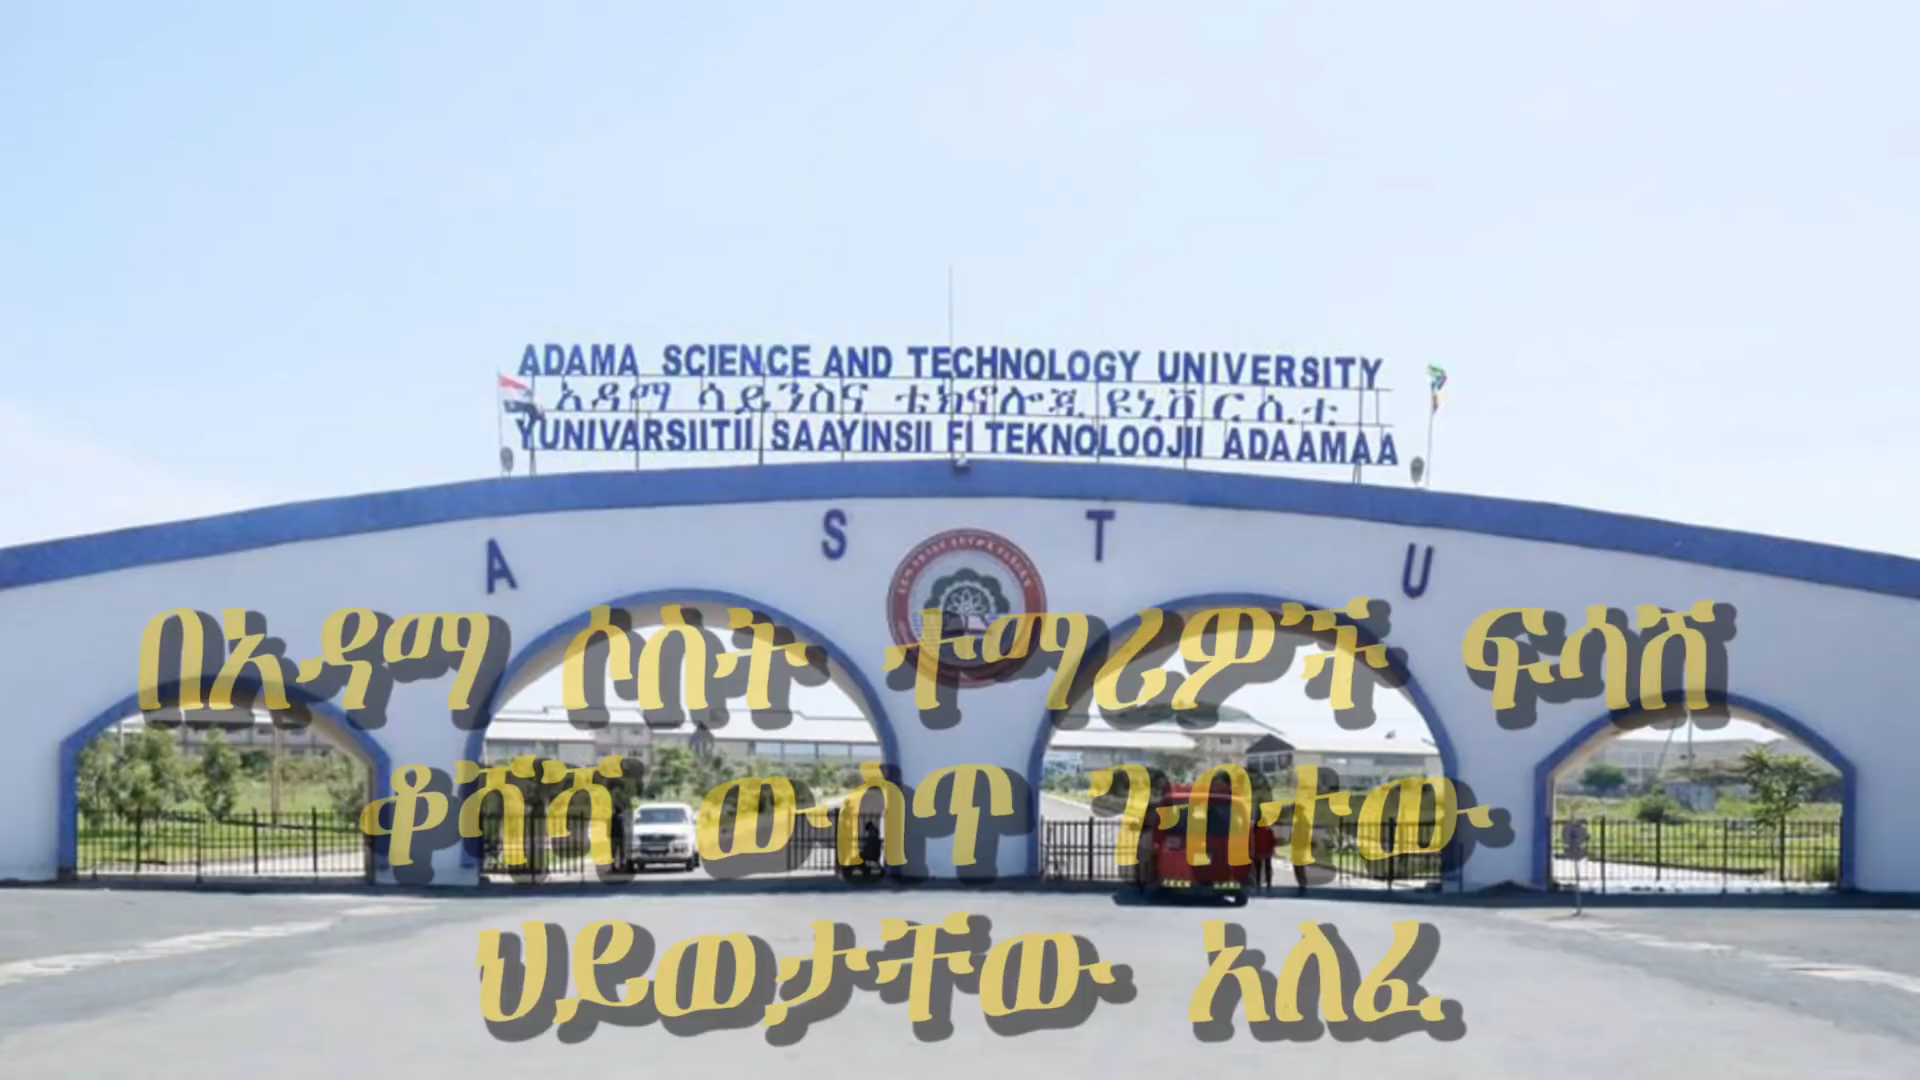 ADAMA SCIENCE AND TECHNOLOGY UNIVERSITY
አዳማ ሳይንስና ቴክኖሎጂ ዩኒቨርሲቲ
YUNIVARSIITII SAAYINSII FI TEKNOLOOJII ADAAMAA
A S T U
በአዳማ ሶስት ተማሪዎች ፍሳሽ
ቆሻሻ ውስጥ ገብተው
ህይወታቸው አለፈ